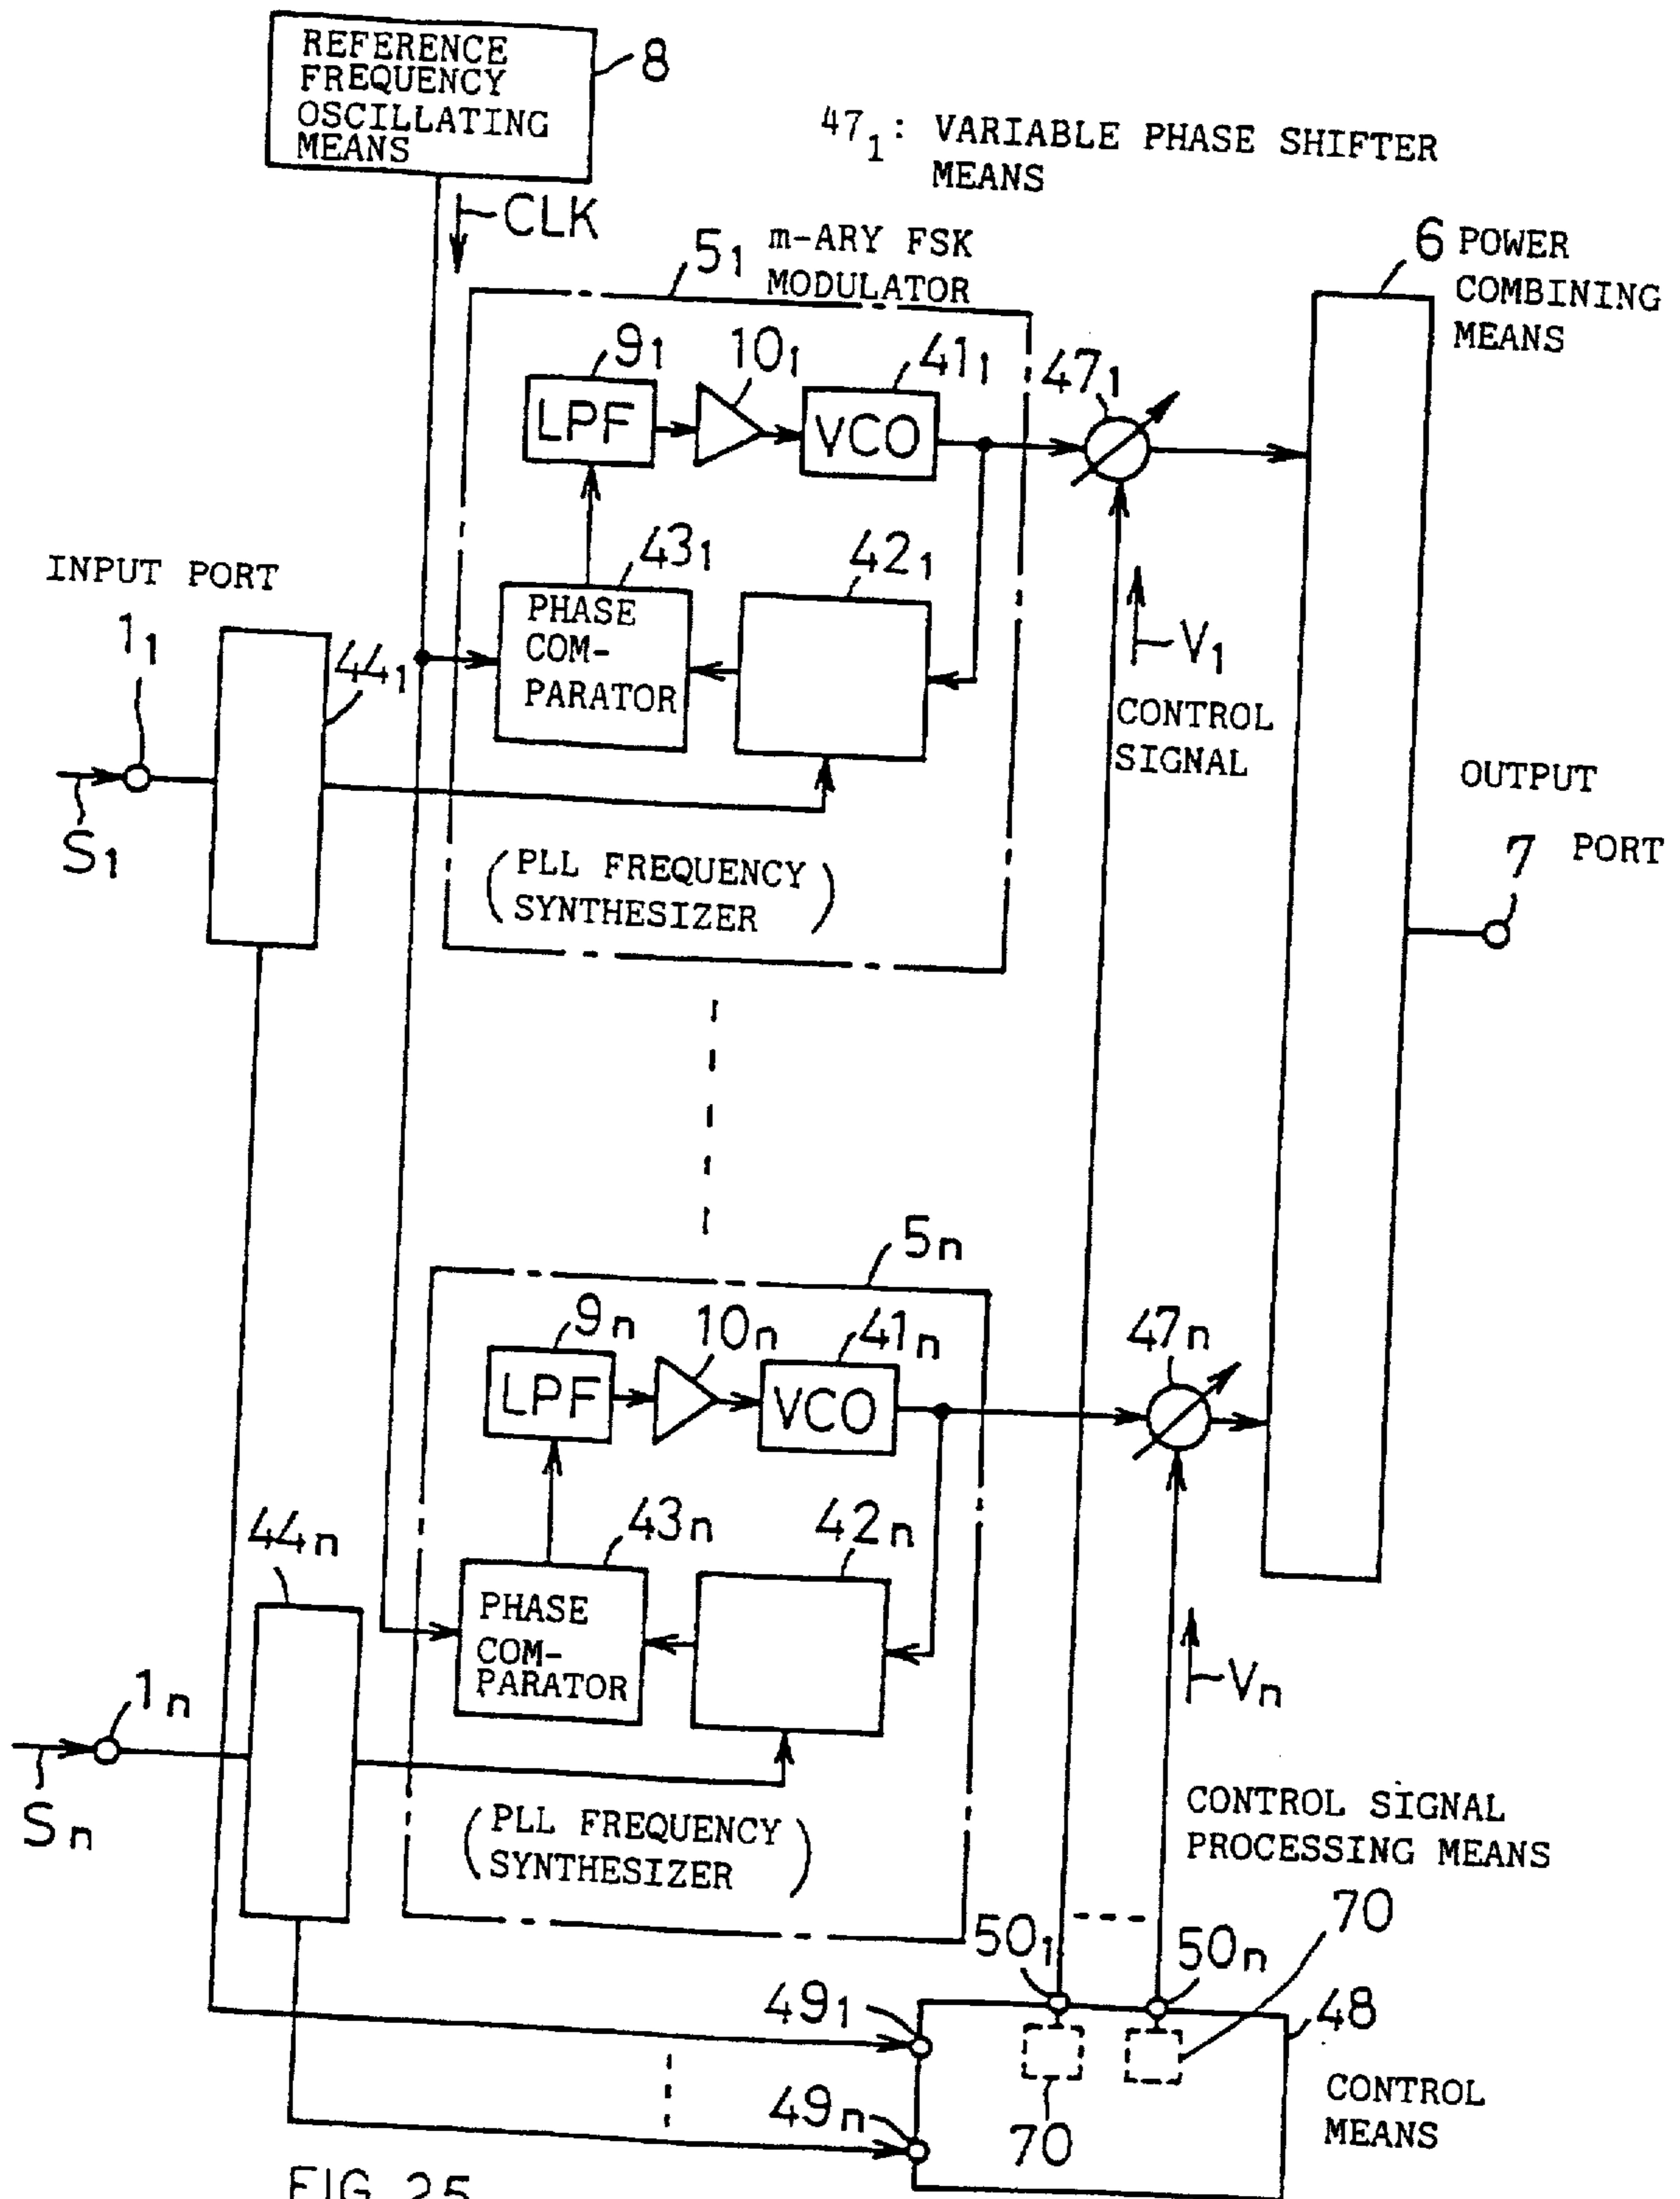 REFERENCE
FREQUENCY
OSCILLATING
MEANS
8
47₁: VARIABLE PHASE SHIFTER
MEANS
CLK
5₁
m-ARY FSK
MODULATOR
6 POWER
COMBINING
MEANS
9₁
10₁
41₁
47₁
LPF
VCO
43₁
42₁
INPUT PORT
PHASE
COM-
PARATOR
1₁
44₁
V₁
CONTROL
SIGNAL
OUTPUT
7 PORT
S₁
(PLL FREQUENCY
SYNTHESIZER)
5n
9n
10n
41n
47n
LPF
VCO
44n
43n
42n
PHASE
COM-
PARATOR
1n
Vn
Sn
(PLL FREQUENCY
SYNTHESIZER)
CONTROL SIGNAL
PROCESSING MEANS
70
50₁
50n
49₁
48
49n
70
CONTROL
MEANS
FIG 25